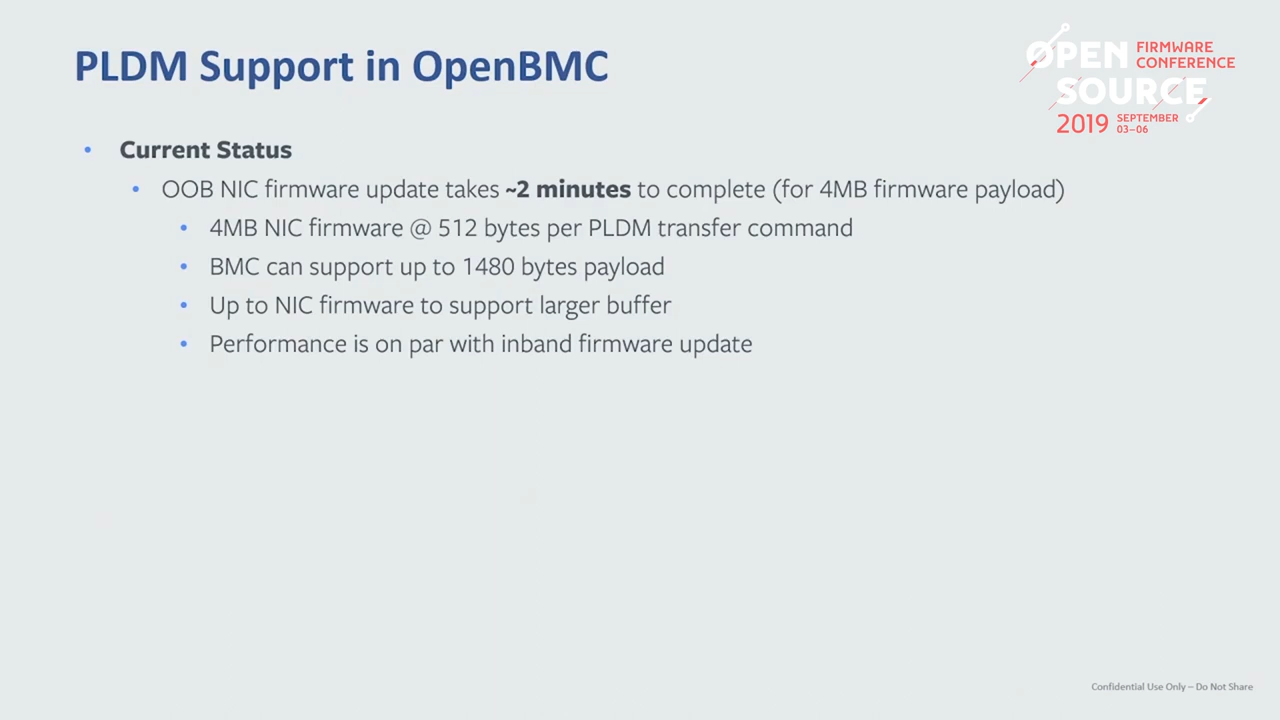 PLDM Support in OpenBMC
OPEN FIRMWARE
CONFERENCE
SOURCE
2019 SEPTEMBER
03–06
• Current Status
• OOB NIC firmware update takes ~2 minutes to complete (for 4MB firmware payload)
• 4MB NIC firmware @ 512 bytes per PLDM transfer command
• BMC can support up to 1480 bytes payload
• Up to NIC firmware to support larger buffer
• Performance is on par with inband firmware update
Confidential Use Only – Do Not Share